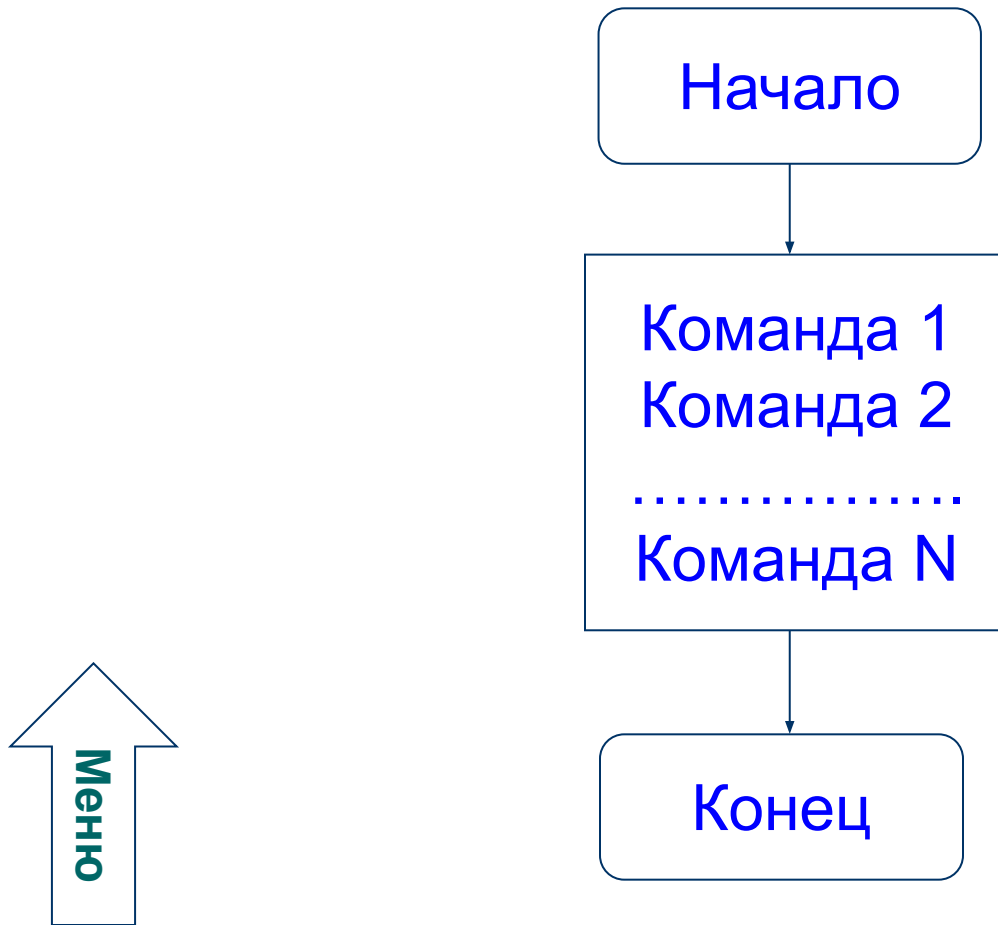 Начало
Команда 1
Команда 2
................
Команда N
Конец
Меню